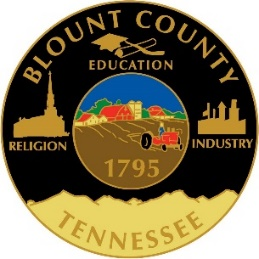 BLOUNT COUNTY
EDUCATION
RELIGION
INDUSTRY
1795
TENNESSEE